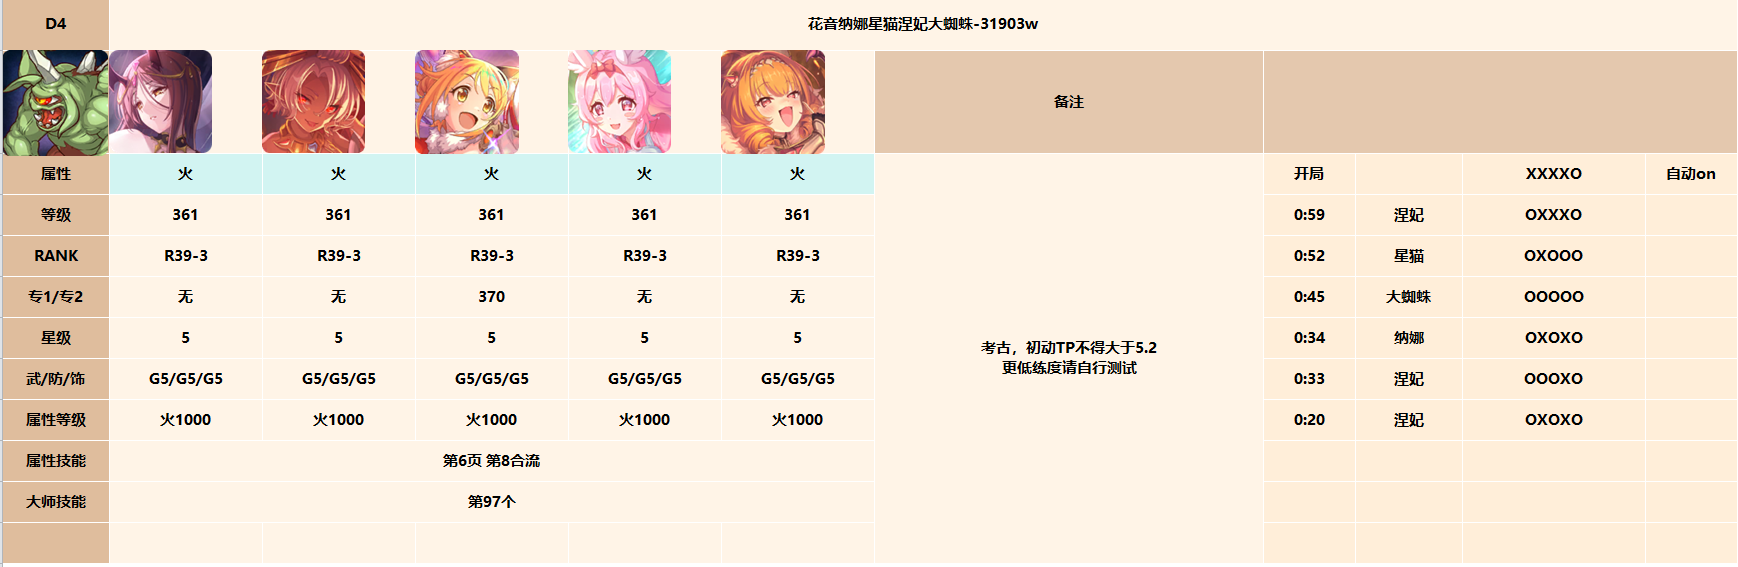 D4 花音纳娜星猫涅妃大蜘蛛-31903w
备注
属性 火 火 火 火 火 开局 XXXXO 自动on
等级 361 361 361 361 361 0:59 涅妃 OXXXO
RANK R39-3 R39-3 R39-3 R39-3 R39-3 0:52 星猫 OXOOO
专1/专2 无 无 370 无 无 0:45 大蜘蛛 OOOOO
星级 5 5 5 5 5 0:34 纳娜 OXOXO
考古，初动TP不得大于5.2
更低练度请自行测试
武/防/饰 G5/G5/G5 G5/G5/G5 G5/G5/G5 G5/G5/G5 G5/G5/G5 0:33 涅妃 OOOXO
属性等级 火1000 火1000 火1000 火1000 火1000 0:20 涅妃 OXOXO
属性技能 第6页 第8合流
大师技能 第97个